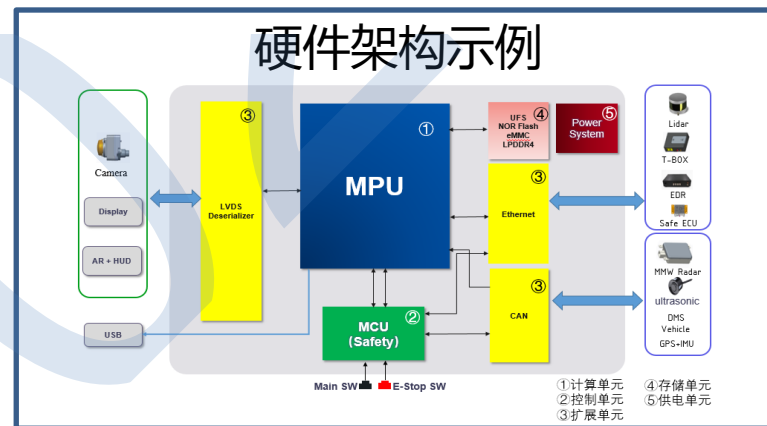 硬件架构示例
Camera
Display
AR + HUD
USB
③
LVDS
Deserializer
①
MPU
②
MCU
(Safety)
Main SW
E-Stop SW
④
UFS
NOR Flash
eMMC
LPDDR4
⑤
Power
System
③
Ethernet
③
CAN
Lidar
T-BOX
EDR
Safe ECU
MMW Radar
ultrasonic
DMS
Vehicle
GPS+IMU
①计算单元
②控制单元
③扩展单元
④存储单元
⑤供电单元